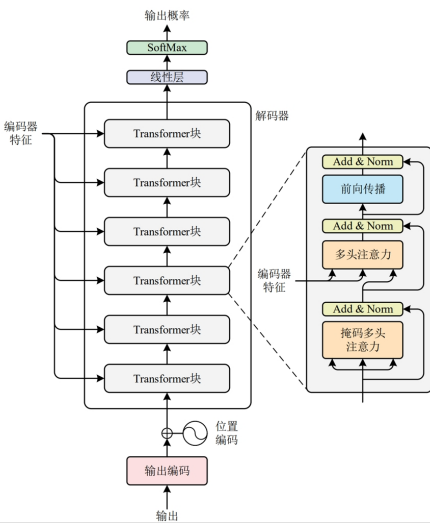 输出概率
SoftMax
线性层
解码器
编码器
特征
Transformer块
Transformer块
Transformer块
Transformer块
Transformer块
Transformer块
位置
编码
输出编码
输出
Add & Norm
前向传播
Add & Norm
多头注意力
编码器
特征
Add & Norm
掩码多头
注意力